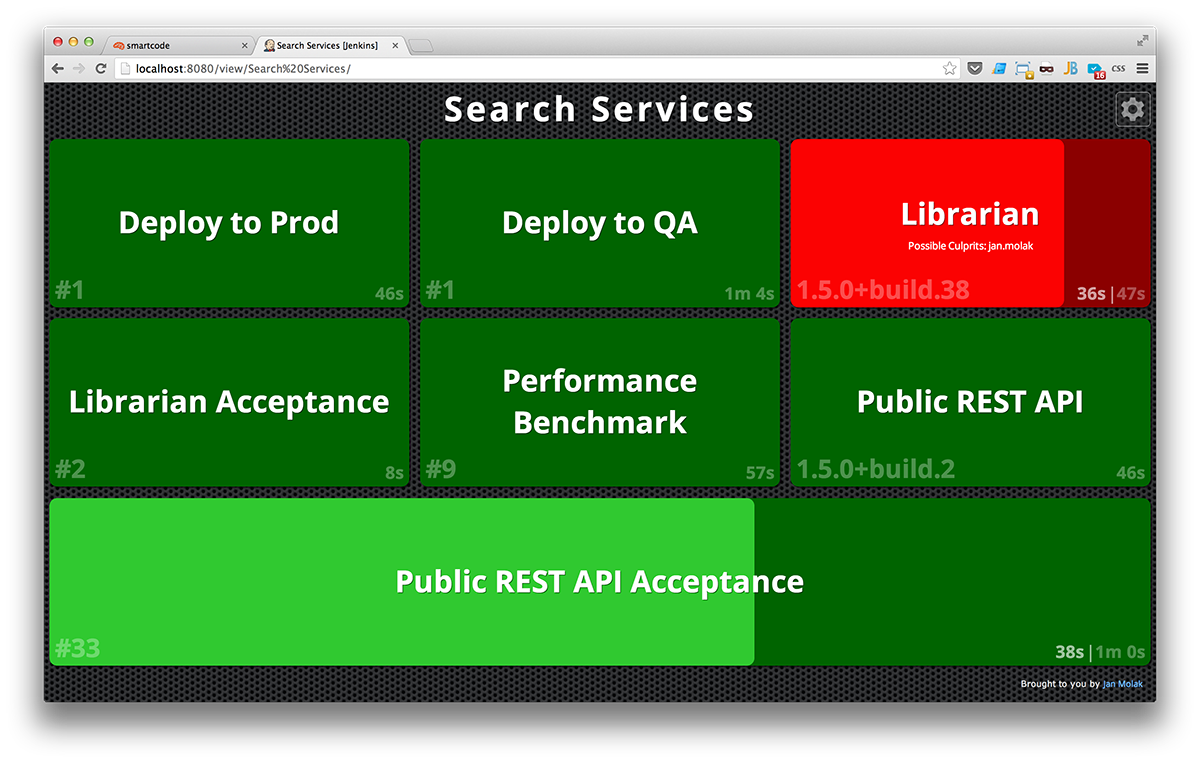 smartcode
Search Services [Jenkins]
localhost:8080/view/Search%20Services/
JB
16
CSS
Search Services
Deploy to Prod
#1
46s
Deploy to QA
#1
1m 4s
Librarian
Possible Culprits: jan.molak
1.5.0+build.38
36s|47s
Librarian Acceptance
#2
8s
Performance
Benchmark
#9
57s
Public REST API
1.5.0+build.2
46s
Public REST API Acceptance
#33
38s|1m 0s
Brought to you by Jan Molak